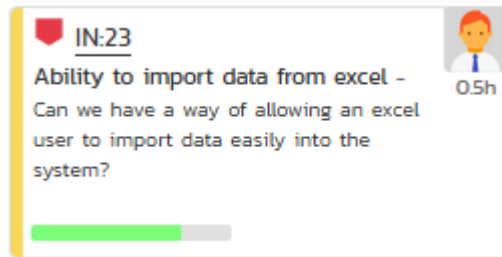 IN:23
Ability to import data from excel -
0.5h
Can we have a way of allowing an excel
user to import data easily into the
system?